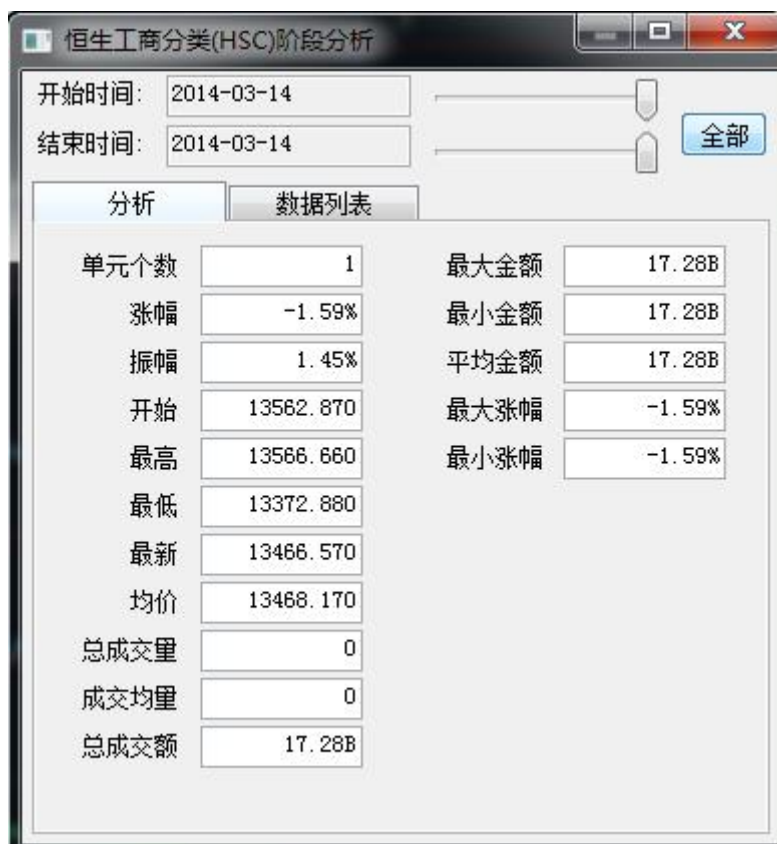 恒生工商分类(HSC)阶段分析
开始时间: 2014-03-14
结束时间: 2014-03-14
全部
分析 数据列表
单元个数 1 最大金额 17.28B
涨幅 -1.59% 最小金额 17.28B
振幅 1.45% 平均金额 17.28B
开始 13562.870 最大涨幅 -1.59%
最高 13566.660 最小涨幅 -1.59%
最低 13372.880
最新 13466.570
均价 13468.170
总成交量 0
成交均量 0
总成交额 17.28B